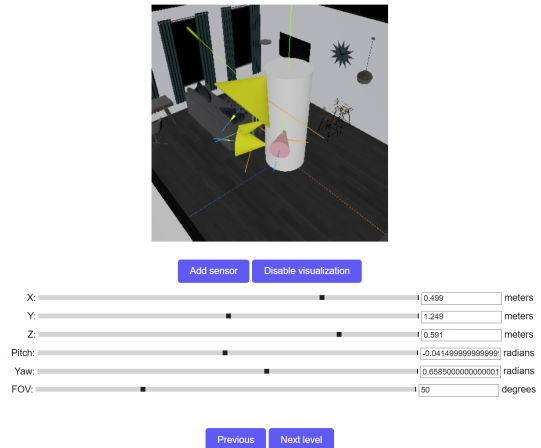 Add sensor Disable visualization
X: 0.499 meters
Y: 1.249 meters
Z: 0.591 meters
Pitch: -0.0414999999999999 radians
Yaw: 0.6585000000000001 radians
FOV: 50 degrees
Previous Next level